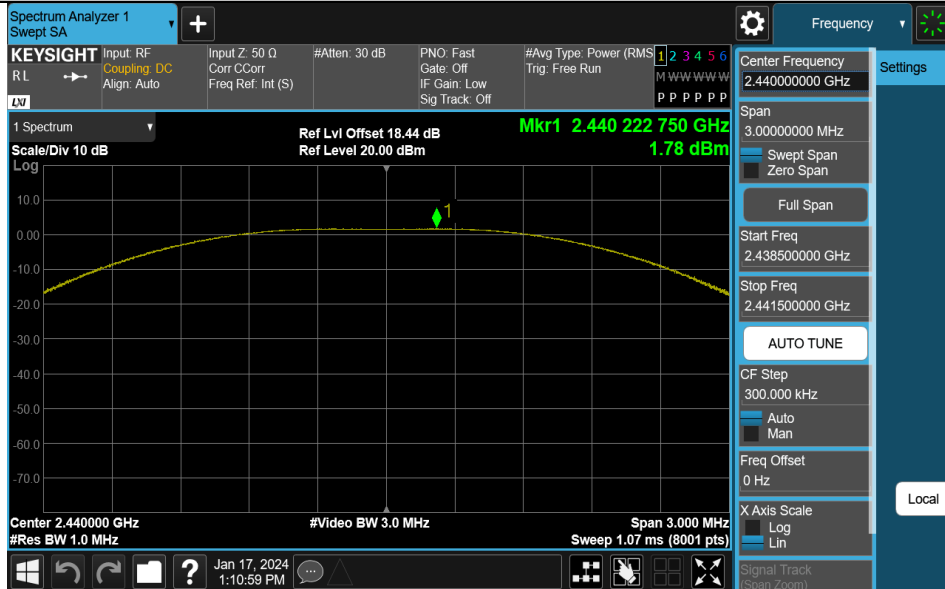 Spectrum Analyzer 1
Swept SA
Frequency
KEYSIGHT
R L
LXI
Input: RF
Coupling: DC
Align: Auto
Input Z: 50 Ω
Corr CCorr
Freq Ref: Int (S)
#Atten: 30 dB
PNO: Fast
Gate: Off
IF Gain: Low
Sig Track: Off
#Avg Type: Power (RMS
Trig: Free Run
1 2 3 4 5 6
M W W W W W
P P P P P P
1 Spectrum
Scale/Div 10 dB
Log
Ref Lvl Offset 18.44 dB
Ref Level 20.00 dBm
Mkr1 2.440 222 750 GHz
1.78 dBm
1
10.0
0.00
-10.0
-20.0
-30.0
-40.0
-50.0
-60.0
-70.0
Center 2.440000 GHz
#Res BW 1.0 MHz
#Video BW 3.0 MHz
Span 3.000 MHz
Sweep 1.07 ms (8001 pts)
Jan 17, 2024
1:10:59 PM
Center Frequency
2.440000000 GHz
Span
3.00000000 MHz
Swept Span
Zero Span
Full Span
Start Freq
2.438500000 GHz
Stop Freq
2.441500000 GHz
AUTO TUNE
CF Step
300.000 kHz
Auto
Man
Freq Offset
0 Hz
X Axis Scale
Log
Lin
Signal Track
(Span Zoom)
Settings
Local